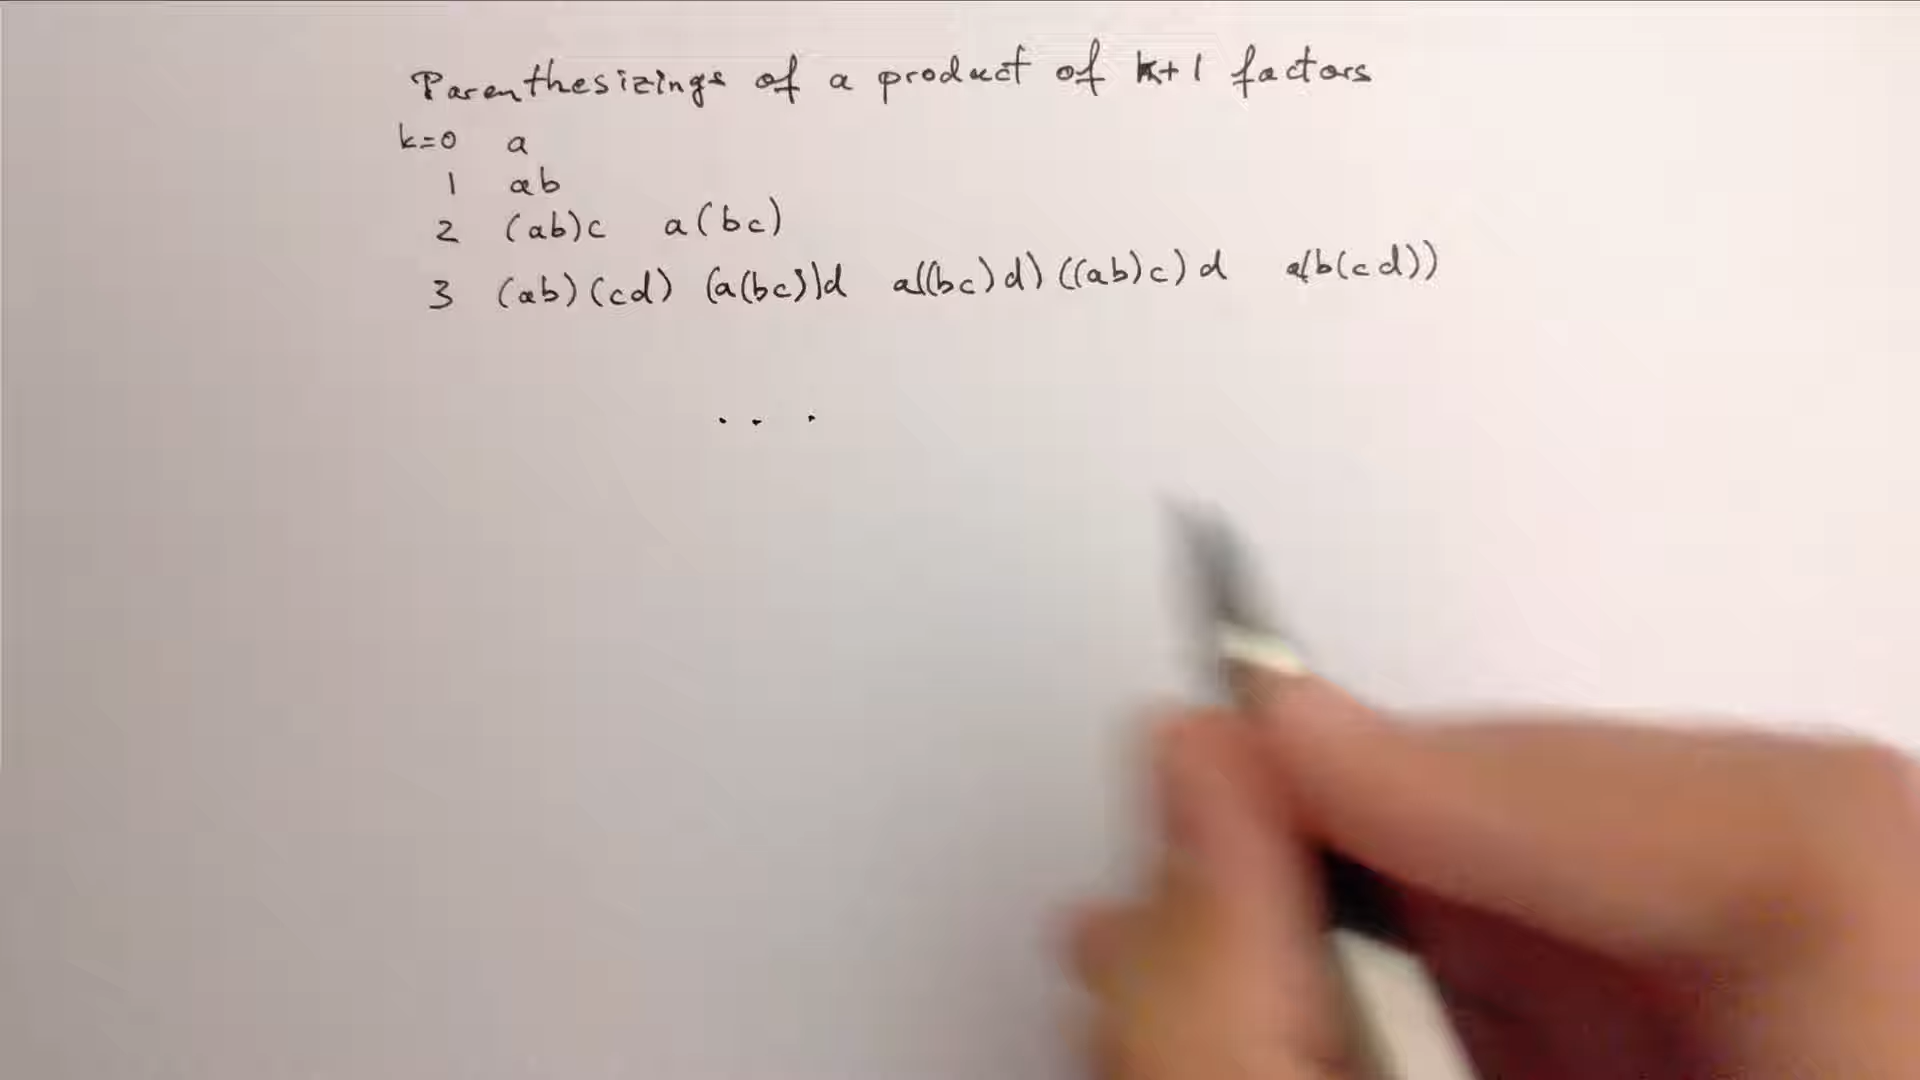 Parenthesizings of a product of k+1 factors
k=0 a
1 ab
2 (ab)c a(bc)
3 (ab)(cd) (a(bc))d a((bc)d) ((ab)c)d a(b(cd))
. . .